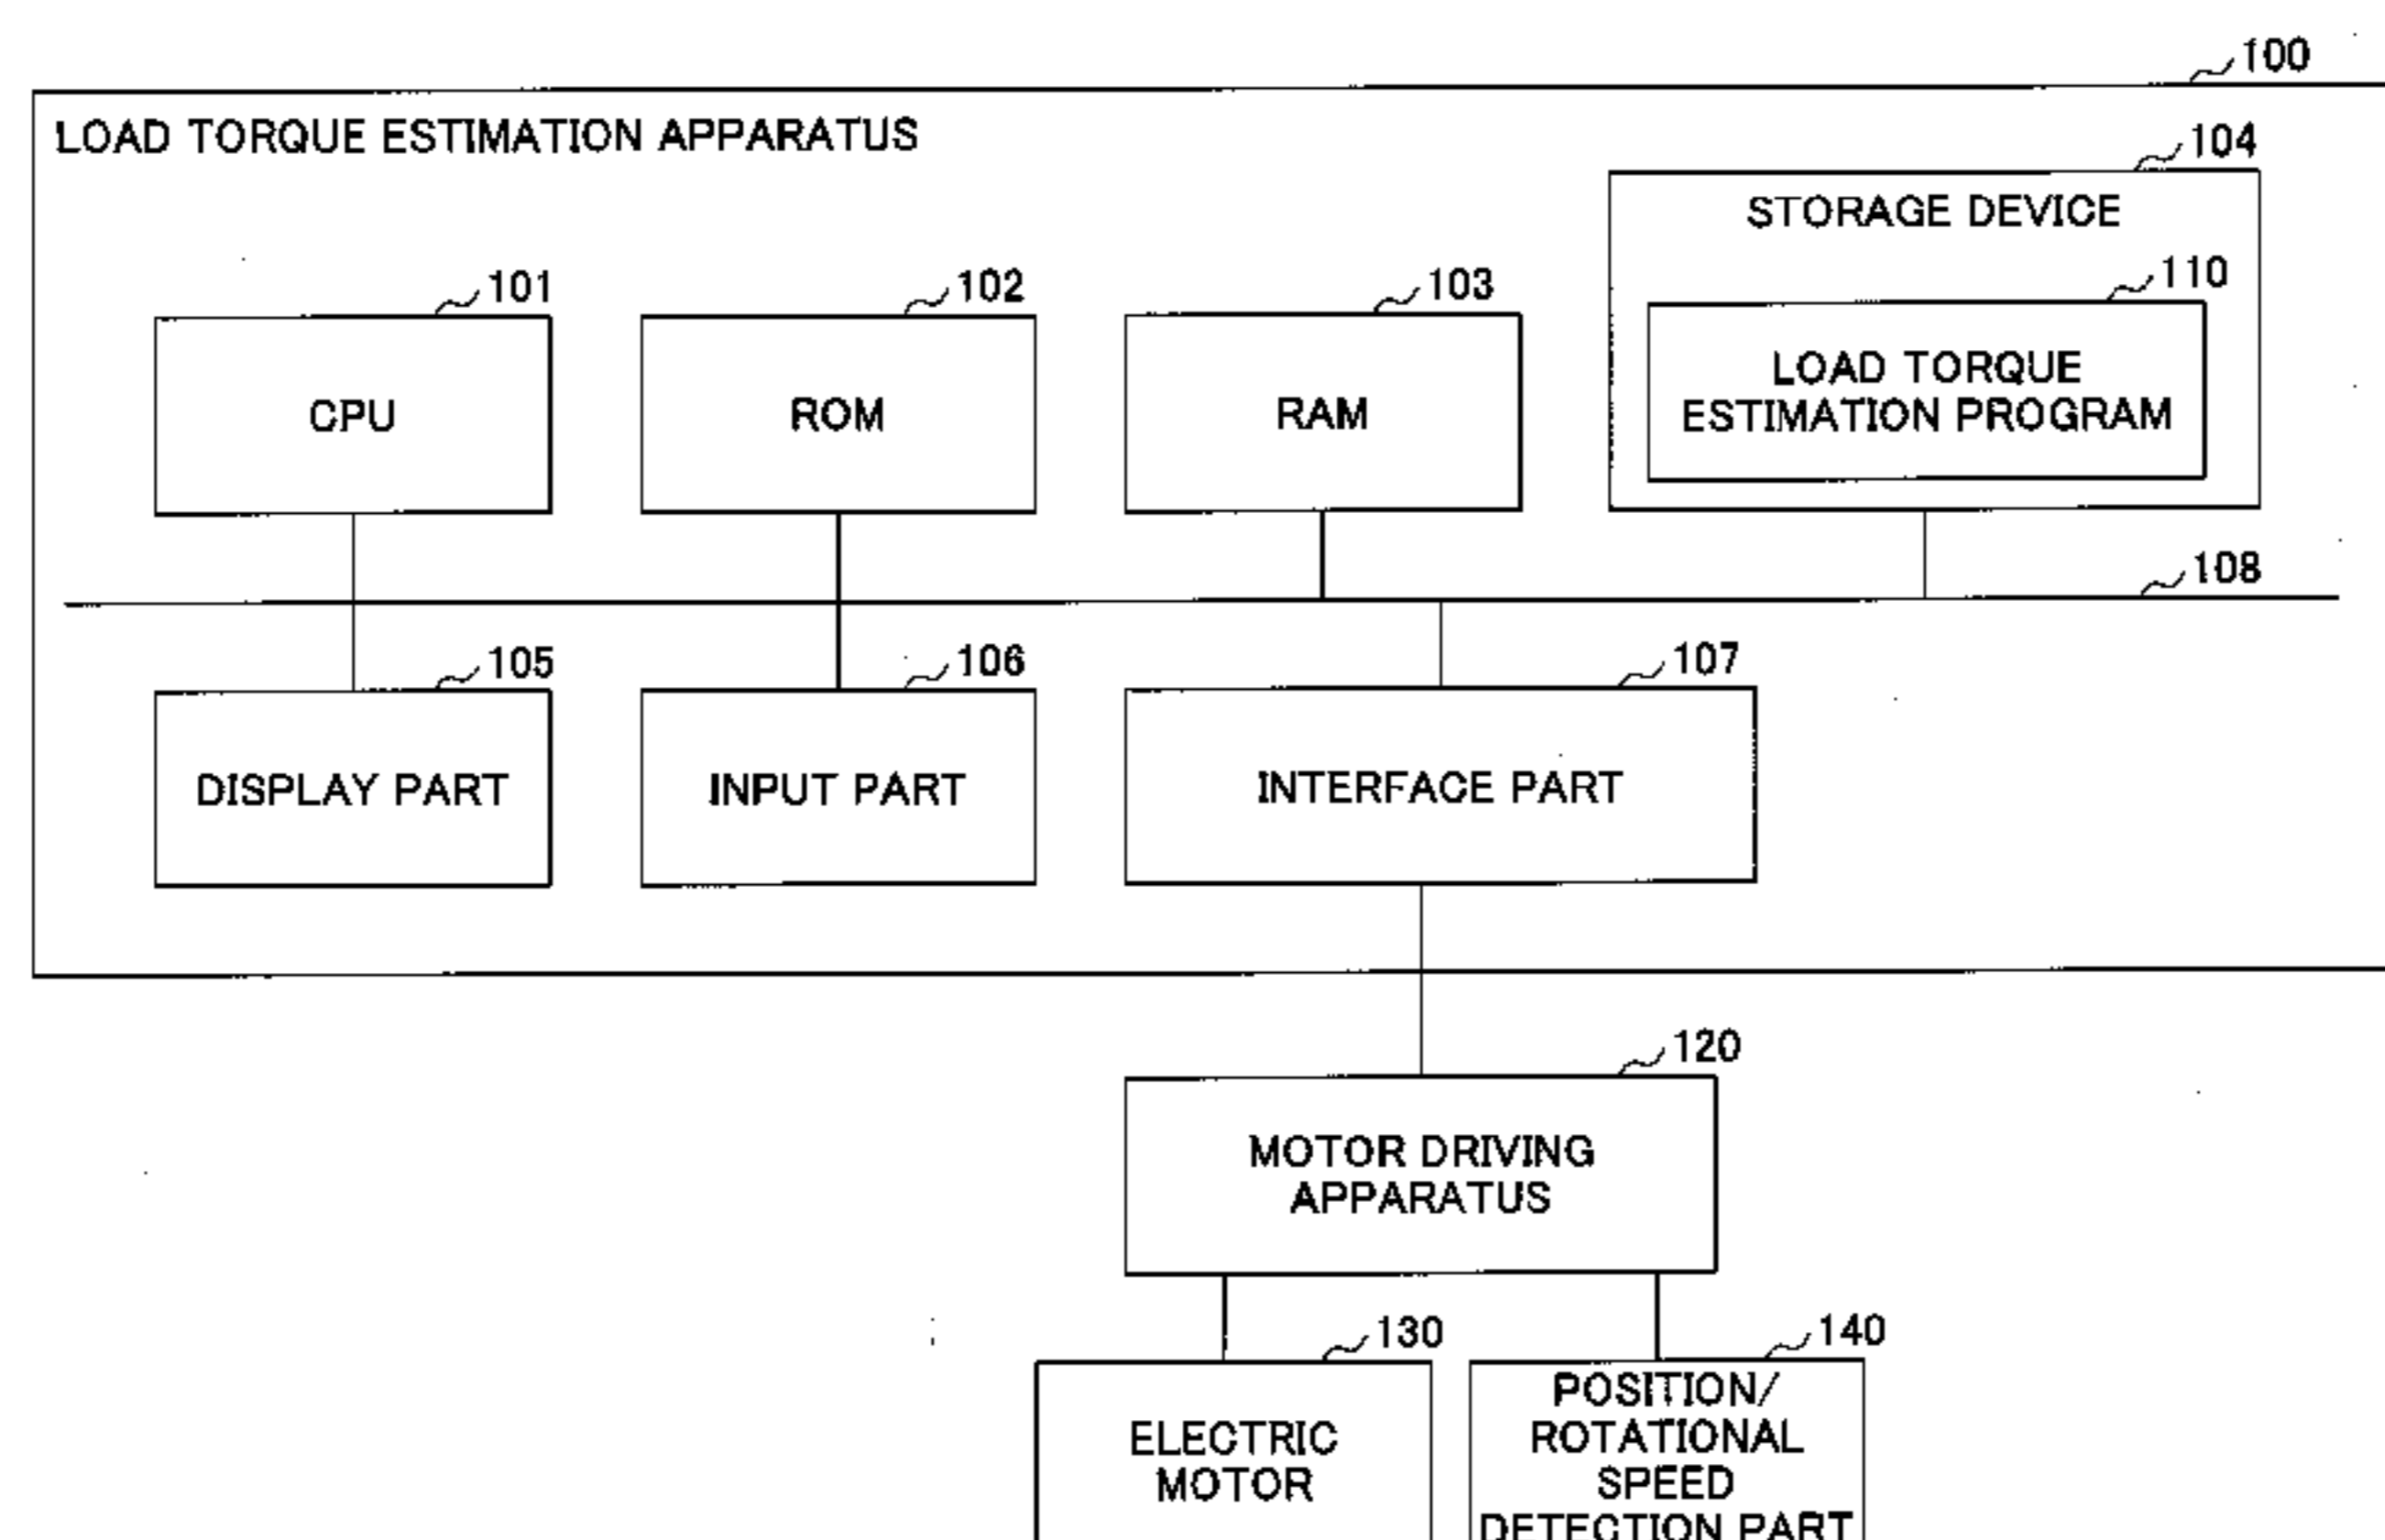 100
LOAD TORQUE ESTIMATION APPARATUS
104
STORAGE DEVICE
101
102
103
110
CPU
ROM
RAM
LOAD TORQUE
ESTIMATION PROGRAM
108
105
106
107
DISPLAY PART
INPUT PART
INTERFACE PART
120
MOTOR DRIVING
APPARATUS
130
140
ELECTRIC
MOTOR
POSITION/
ROTATIONAL
SPEED
DETECTION PART